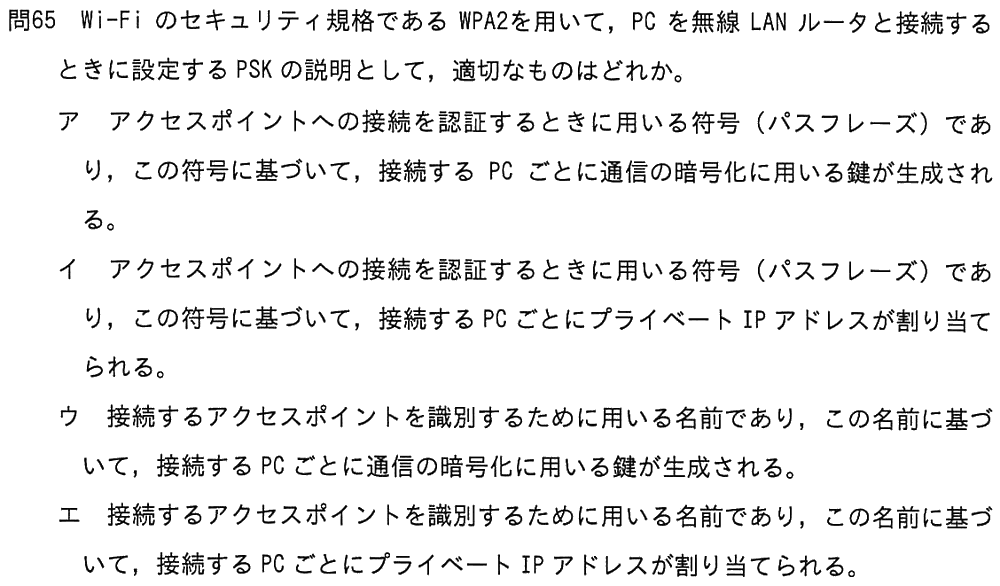 問65 Wi-Fi のセキュリティ規格である WPA2を用いて，PC を無線 LAN ルータと接続する
ときに設定する PSK の説明として，適切なものはどれか。
ア アクセスポイントへの接続を認証するときに用いる符号（パスフレーズ）であ
り，この符号に基づいて，接続する PC ごとに通信の暗号化に用いる鍵が生成され
る。
イ アクセスポイントへの接続を認証するときに用いる符号（パスフレーズ）であ
り，この符号に基づいて，接続する PC ごとにプライベート IP アドレスが割り当て
られる。
ウ 接続するアクセスポイントを識別するために用いる名前であり，この名前に基づ
いて，接続する PC ごとに通信の暗号化に用いる鍵が生成される。
エ 接続するアクセスポイントを識別するために用いる名前であり，この名前に基づ
いて，接続する PC ごとにプライベート IP アドレスが割り当てられる。